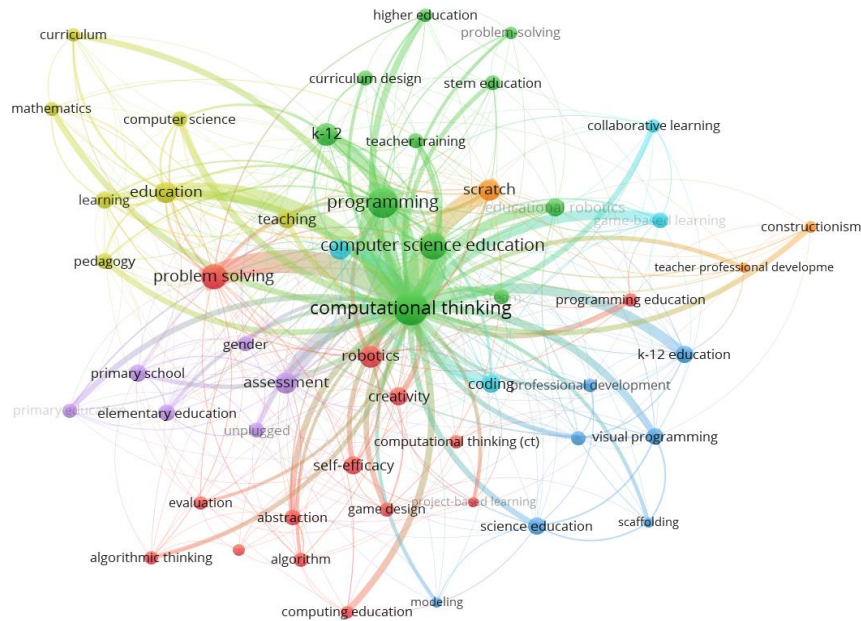 higher education
curriculum
problem-solving
curriculum design
stem education
mathematics
computer science
k-12
teacher training
collaborative learning
education
scratch
learning
programming
educational robotics
teaching
game-based learning
constructionism
computer science education
pedagogy
teacher professional developme
problem solving
programming education
computational thinking
gender
robotics
k-12 education
primary school
assessment
coding
professional development
creativity
primary education
elementary education
unplugged
computational thinking (ct)
visual programming
self-efficacy
evaluation
project-based learning
abstraction
game design
science education
scaffolding
algorithmic thinking
algorithm
modeling
computing education